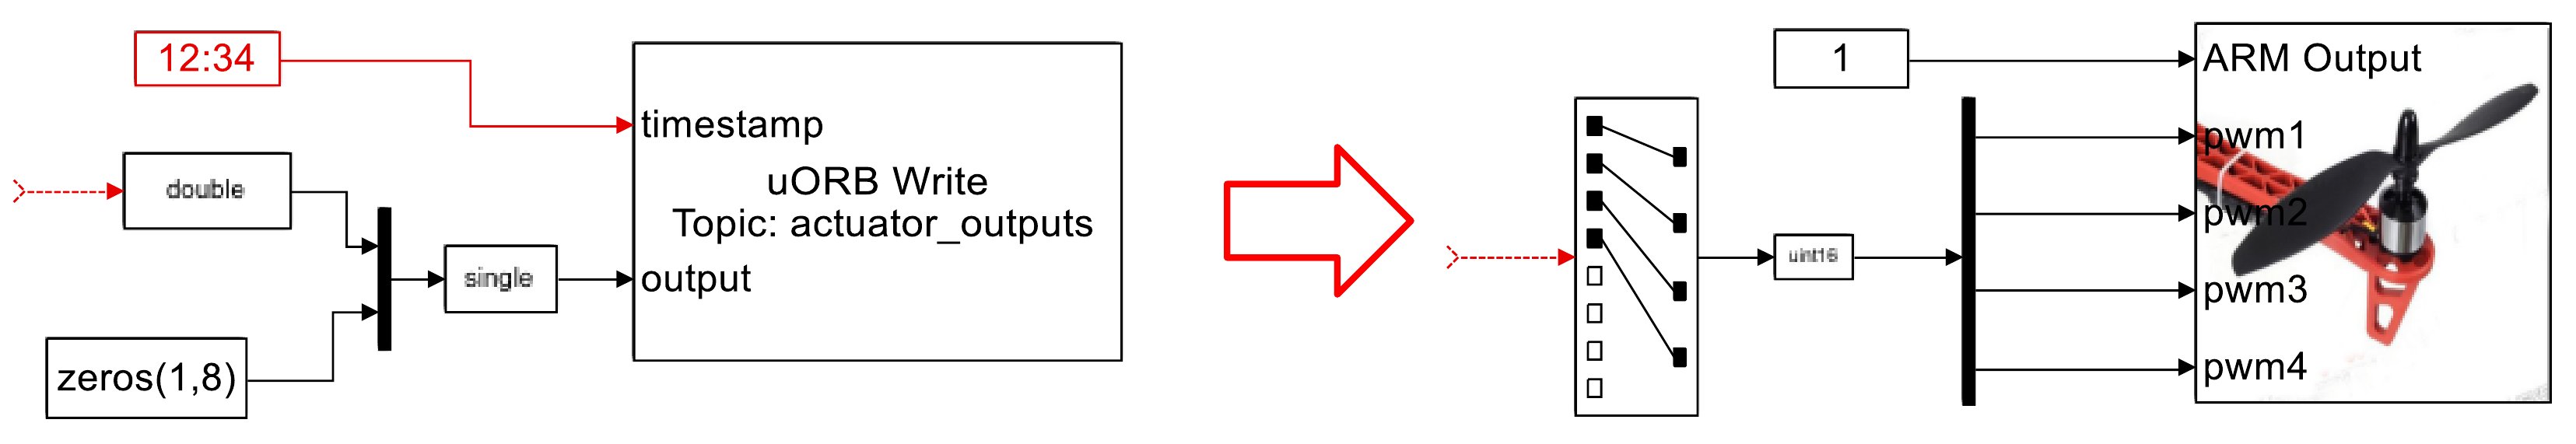 12:34
timestamp
double
uORB Write
Topic: actuator_outputs
single
output
zeros(1,8)
1
ARM Output
pwm1
pwm2
uint16
pwm3
pwm4